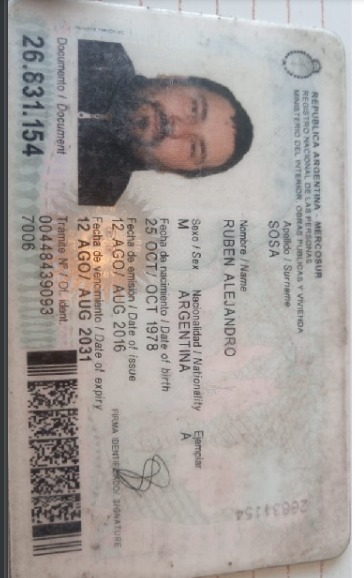 REPUBLICA ARGENTINA - MERCOSUR
REGISTRO NACIONAL DE LAS PERSONAS
MINISTERIO DEL INTERIOR, OBRAS PUBLICAS Y VIVIENDA
Apellido / Surname
SOSA
Nombre / Name
RUBEN ALEJANDRO
Sexo / Sex Nacionalidad / Nationality Ejemplar
M ARGENTINA A
Fecha de nacimiento / Date of birth
25 OCT/ OCT 1978
Fecha de emisión / Date of issue
12 AGO/ AUG 2016
Fecha de vencimiento / Date of expiry
12 AGO/ AUG 2031
FIRMA IDENTIFICADO / SIGNATURE
Documento / Document
26.831.154
Trámite Nº / Of. ident.
00448439093
7006
26831154